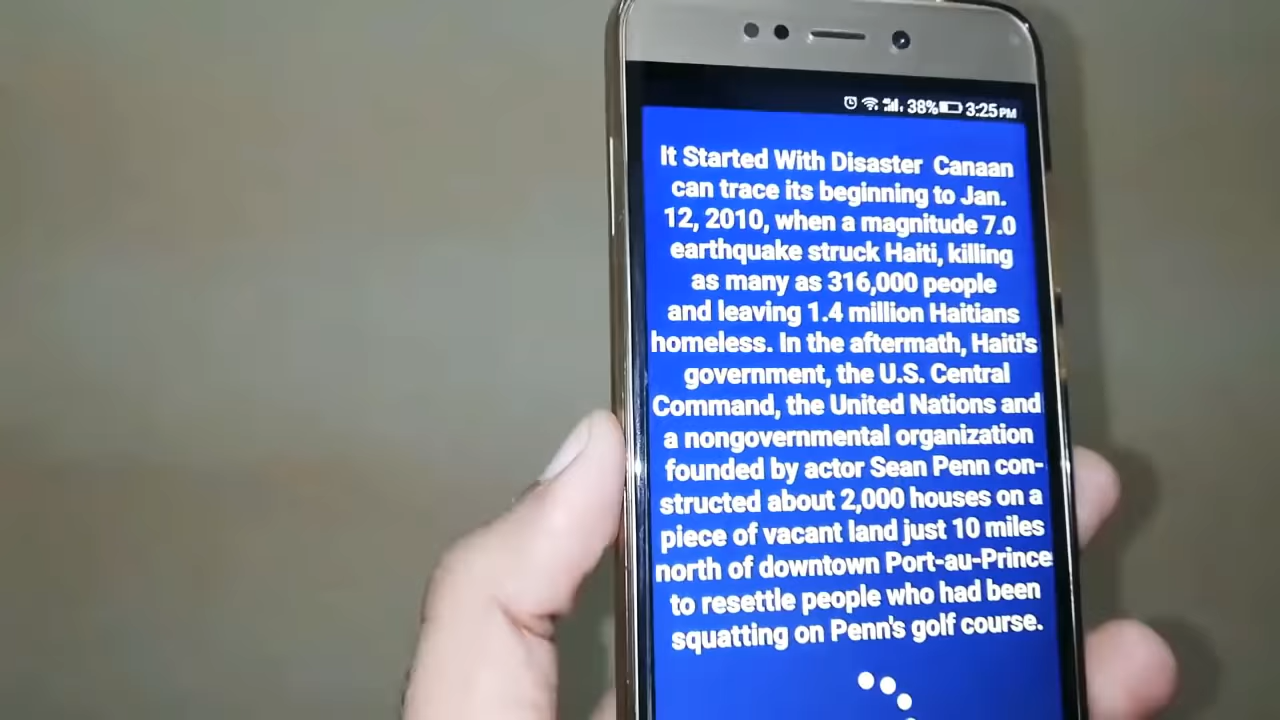 38% 3:25 PM
It Started With Disaster Canaan
can trace its beginning to Jan.
12, 2010, when a magnitude 7.0
earthquake struck Haiti, killing
as many as 316,000 people
and leaving 1.4 million Haitians
homeless. In the aftermath, Haiti's
government, the U.S. Central
Command, the United Nations and
a nongovernmental organization
founded by actor Sean Penn con-
structed about 2,000 houses on a
piece of vacant land just 10 miles
north of downtown Port-au-Prince
to resettle people who had been
squatting on Penn's golf course.